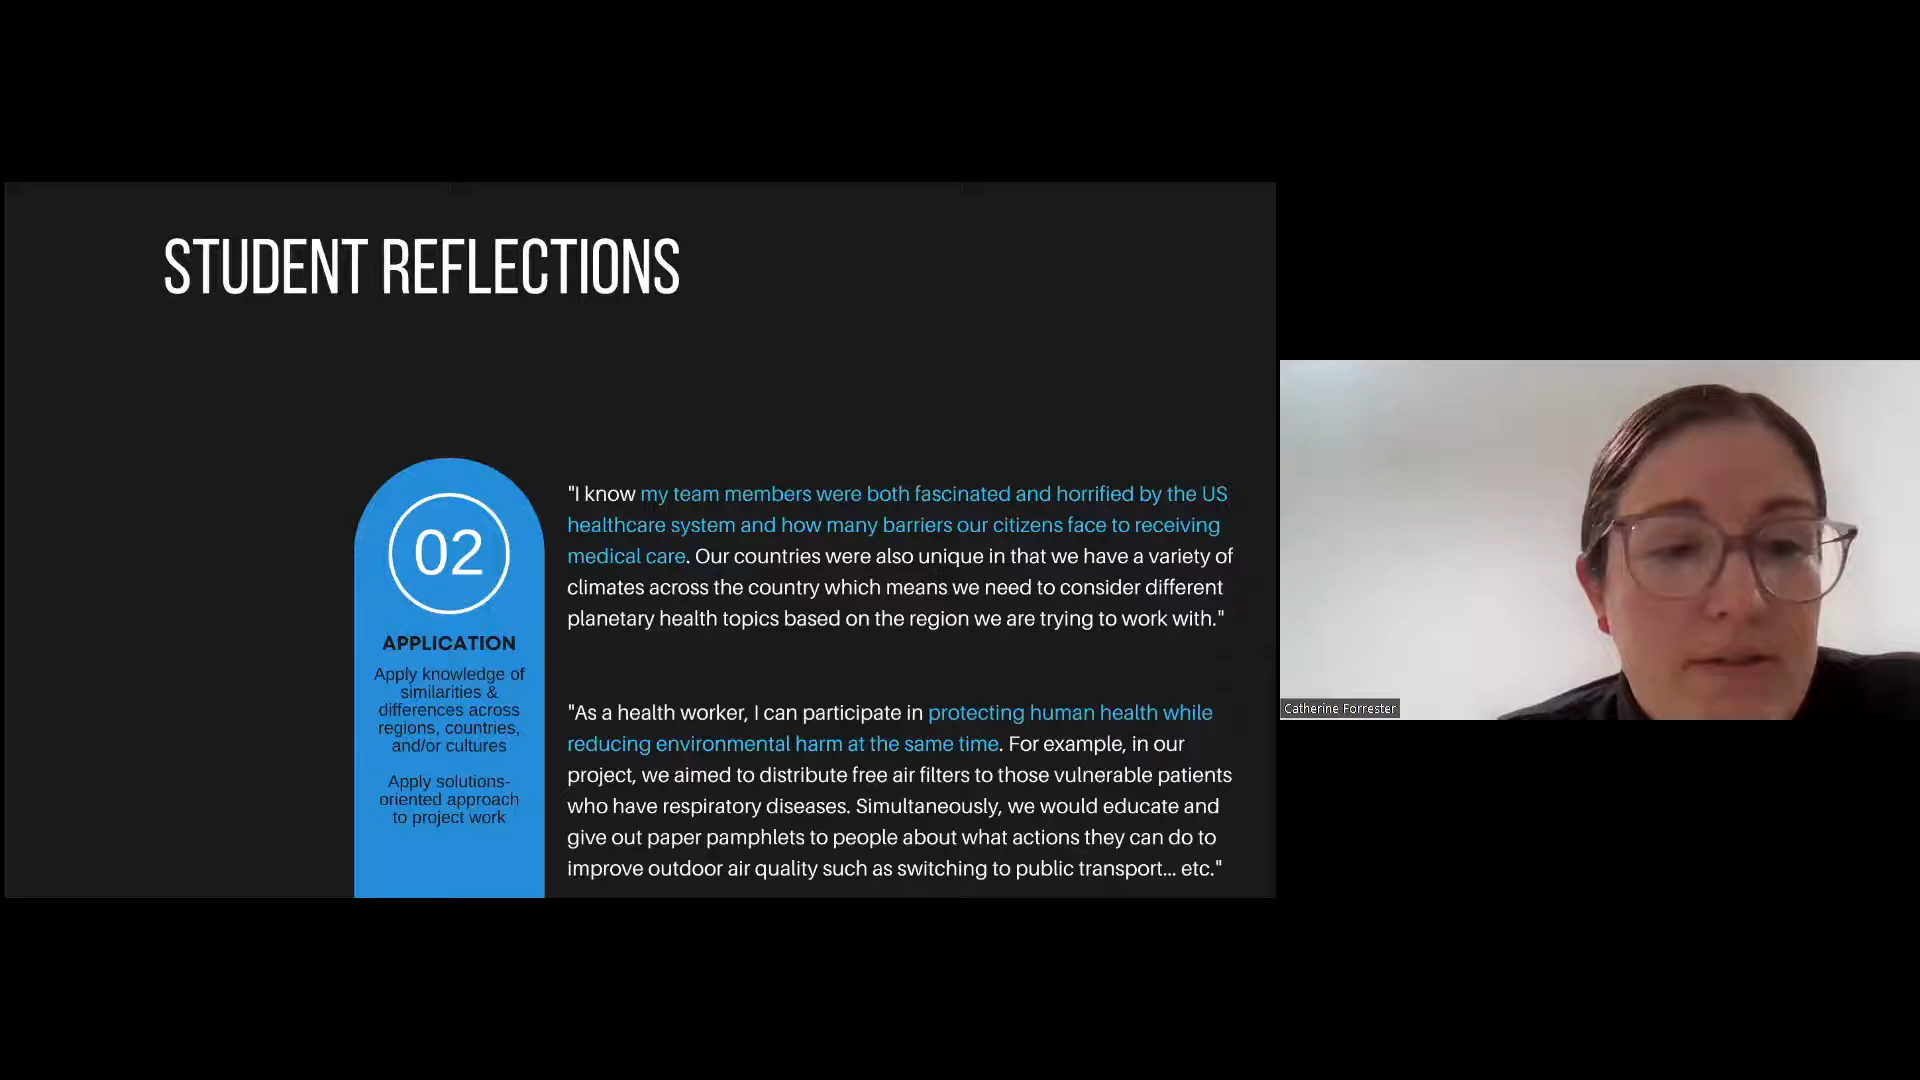 STUDENT REFLECTIONS
02
APPLICATION
Apply knowledge of
similarities &
differences across
regions, countries,
and/or cultures
Apply solutions-
oriented approach
to project work
"I know my team members were both fascinated and horrified by the US
healthcare system and how many barriers our citizens face to receiving
medical care. Our countries were also unique in that we have a variety of
climates across the country which means we need to consider different
planetary health topics based on the region we are trying to work with."
"As a health worker, I can participate in protecting human health while
reducing environmental harm at the same time. For example, in our
project, we aimed to distribute free air filters to those vulnerable patients
who have respiratory diseases. Simultaneously, we would educate and
give out paper pamphlets to people about what actions they can do to
improve outdoor air quality such as switching to public transport... etc."
Catherine Forrester